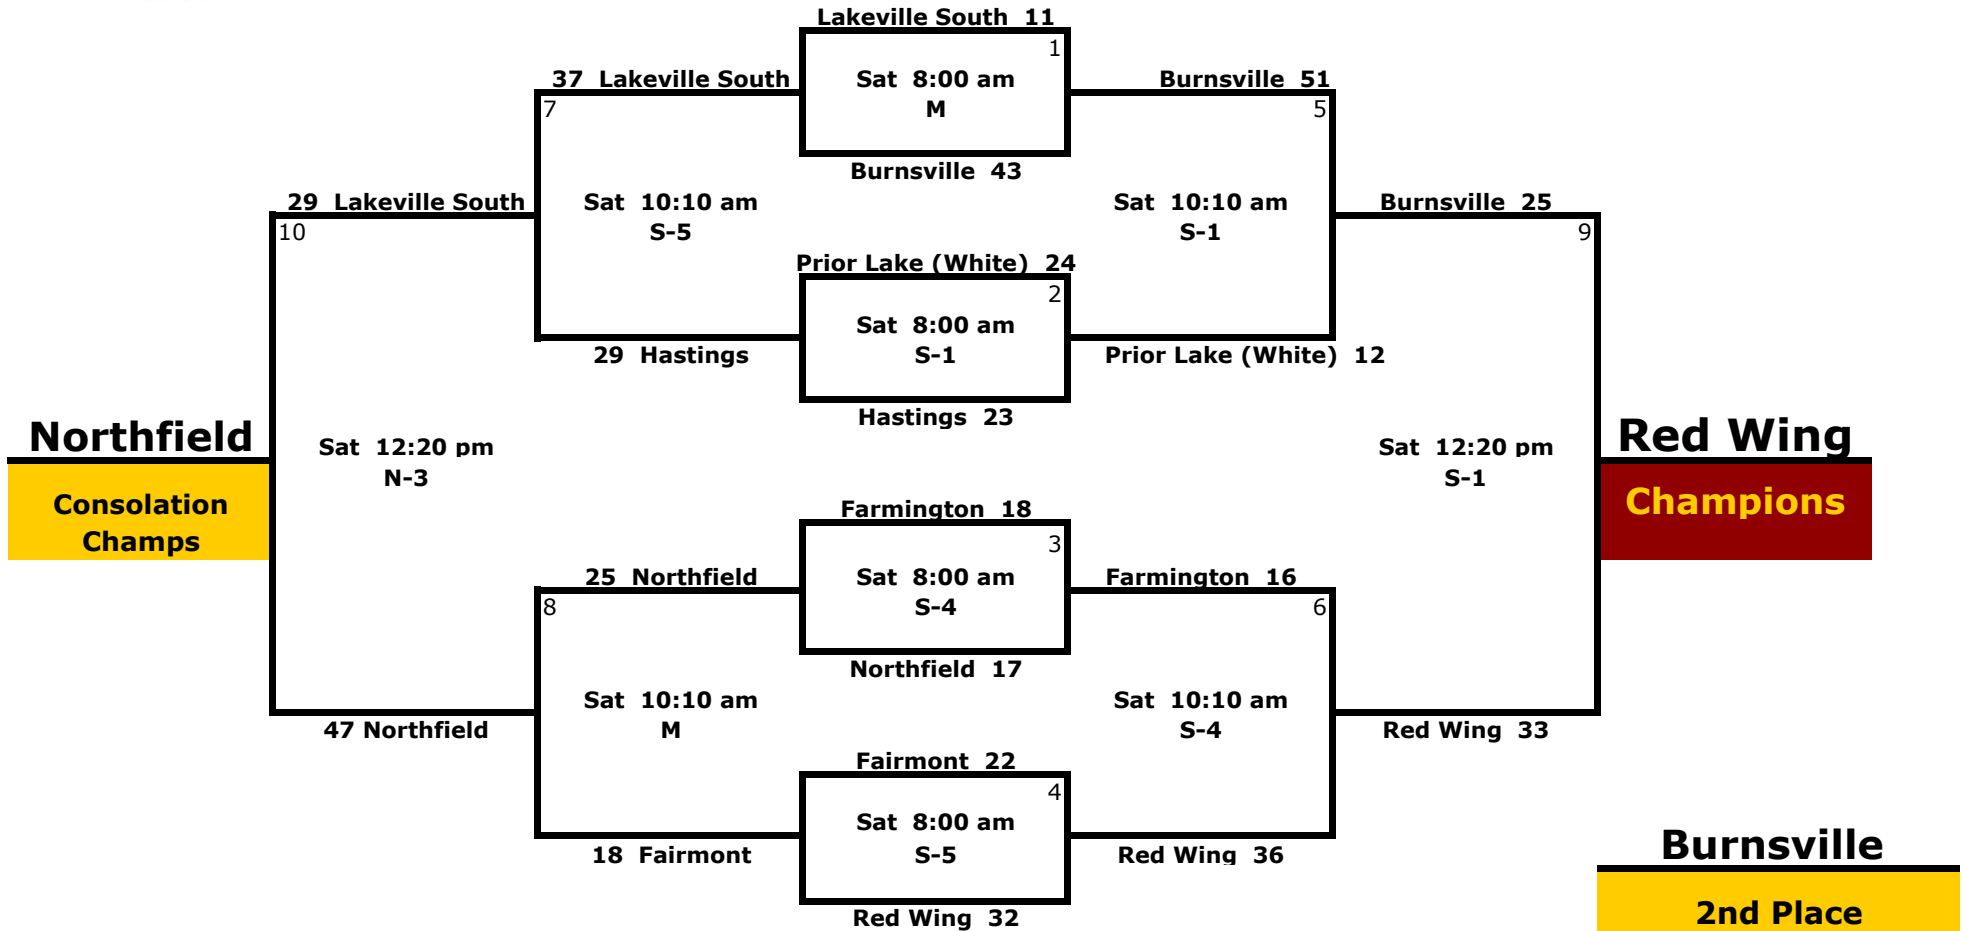 Lakeville South 11
1
37 Lakeville South
Sat 8:00 am
Burnsville 51
7
M
5
Burnsville 43
29 Lakeville South
Sat 10:10 am
Sat 10:10 am
Burnsville 25
10
S-5
S-1
9
Prior Lake (White) 24
2
Sat 8:00 am
29 Hastings
S-1
Prior Lake (White) 12
Hastings 23
Northfield
Sat 12:20 pm
Sat 12:20 pm
Red Wing
N-3
S-1
Consolation
Champs
Champions
Farmington 18
3
25 Northfield
Sat 8:00 am
Farmington 16
8
S-4
6
Northfield 17
Sat 10:10 am
Sat 10:10 am
47 Northfield
M
S-4
Red Wing 33
Fairmont 22
4
Sat 8:00 am
18 Fairmont
S-5
Red Wing 36
Burnsville
Red Wing 32
2nd Place